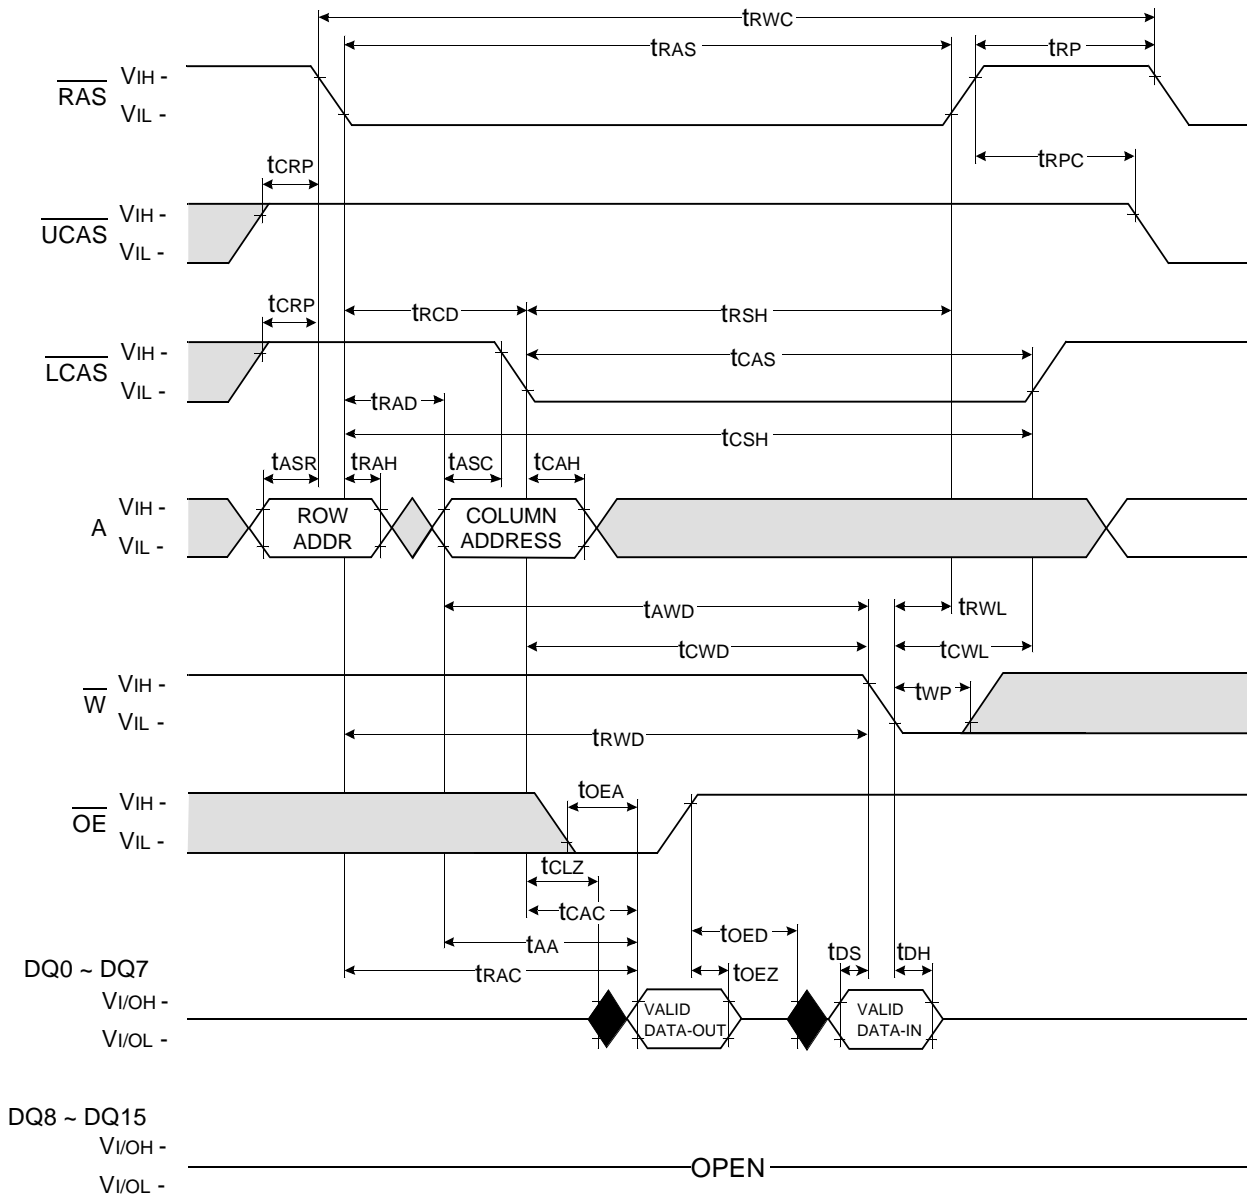 tRWC
tRAS
tRP
RAS
VIH -
VIL -
tCRP
tRPC
UCAS
VIH -
VIL -
tCRP
tRCD
tRSH
LCAS
VIH -
VIL -
tCAS
tRAD
tCSH
tASR
tRAH
tASC
tCAH
A
VIH -
VIL -
ROW
ADDR
COLUMN
ADDRESS
tAWD
tRWL
tCWD
tCWL
W
VIH -
VIL -
tWP
tRWD
OE
VIH -
VIL -
tOEA
tCLZ
tCAC
tAA
tOED
tDS
tDH
tRAC
tOEZ
DQ0 ~ DQ7
VI/OH -
VI/OL -
VALID
DATA-OUT
VALID
DATA-IN
DQ8 ~ DQ15
VI/OH -
VI/OL -
OPEN